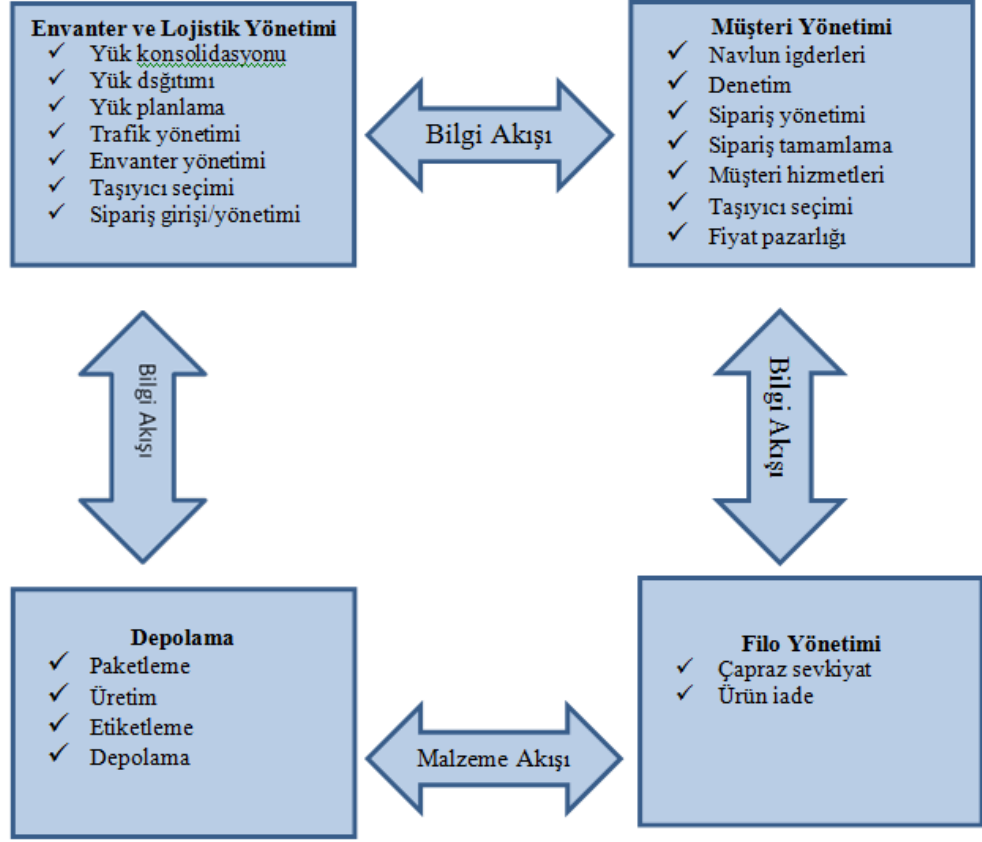 Envanter ve Lojistik Yönetimi
✓ Yük konsolidasyonu
✓ Yük dsğıtımı
✓ Yük planlama
✓ Trafik yönetimi
✓ Envanter yönetimi
✓ Taşıyıcı seçimi
✓ Sipariş girişi/yönetimi
Bilgi Akışı
Müşteri Yönetimi
✓ Navlun igderleri
✓ Denetim
✓ Sipariş yönetimi
✓ Sipariş tamamlama
✓ Müşteri hizmetleri
✓ Taşıyıcı seçimi
✓ Fiyat pazarlığı
Bilgi Akışı
Bilgi Akışı
Depolama
✓ Paketleme
✓ Üretim
✓ Etiketleme
✓ Depolama
Malzeme Akışı
Filo Yönetimi
✓ Çapraz sevkiyat
✓ Ürün iade